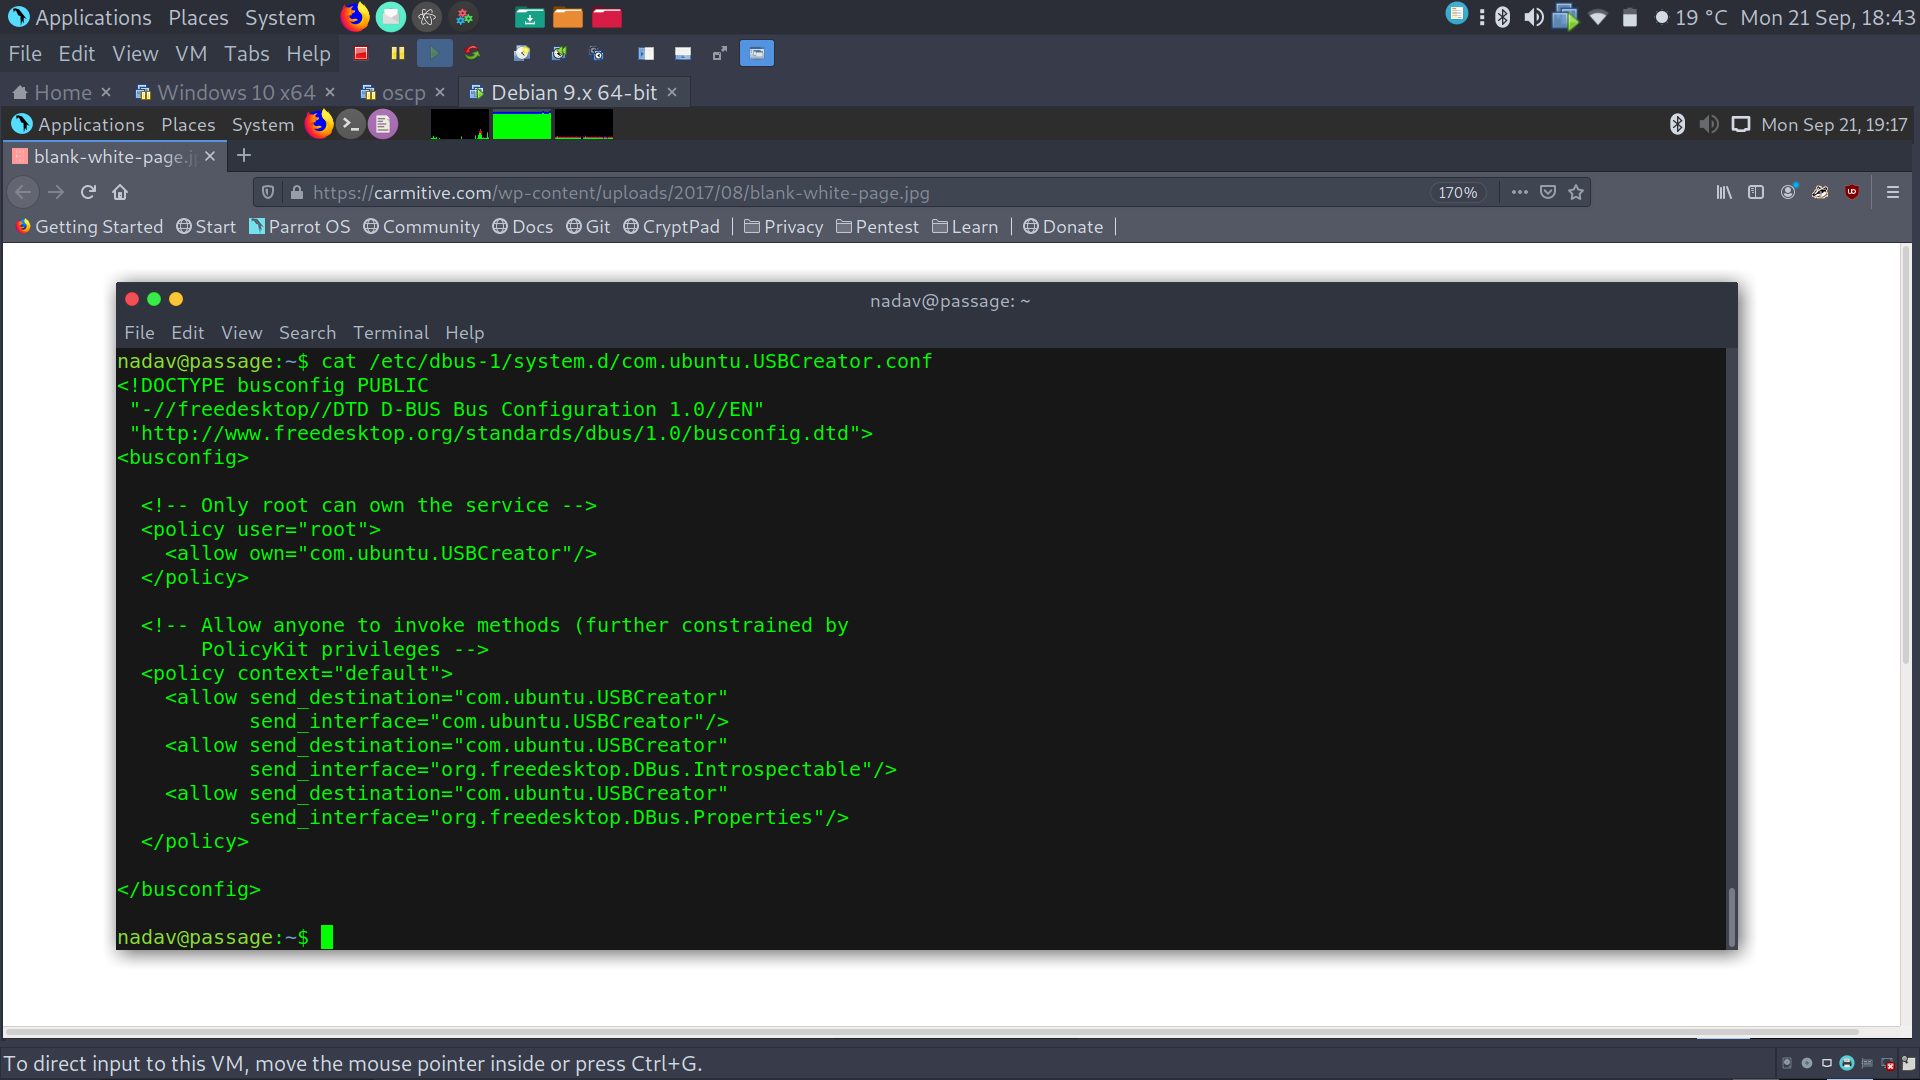 Applications Places System 19 °C Mon 21 Sep, 18:43
File Edit View VM Tabs Help
Home × Windows 10 x64 × oscp × Debian 9.x 64-bit ×
Applications Places System Mon Sep 21, 19:17
blank-white-page.j × +
https://carmitive.com/wp-content/uploads/2017/08/blank-white-page.jpg 170%
Getting Started Start Parrot OS Community Docs Git CryptPad Privacy Pentest Learn Donate
nadav@passage: ~
File Edit View Search Terminal Help
nadav@passage:~$ cat /etc/dbus-1/system.d/com.ubuntu.USBCreator.conf
<!DOCTYPE busconfig PUBLIC
 "-//freedesktop//DTD D-BUS Bus Configuration 1.0//EN"
 "http://www.freedesktop.org/standards/dbus/1.0/busconfig.dtd">
<busconfig>
  <!-- Only root can own the service -->
  <policy user="root">
    <allow own="com.ubuntu.USBCreator"/>
  </policy>
  <!-- Allow anyone to invoke methods (further constrained by
       PolicyKit privileges -->
  <policy context="default">
    <allow send_destination="com.ubuntu.USBCreator"
           send_interface="com.ubuntu.USBCreator"/>
    <allow send_destination="com.ubuntu.USBCreator"
           send_interface="org.freedesktop.DBus.Introspectable"/>
    <allow send_destination="com.ubuntu.USBCreator"
           send_interface="org.freedesktop.DBus.Properties"/>
  </policy>
</busconfig>
nadav@passage:~$
To direct input to this VM, move the mouse pointer inside or press Ctrl+G.